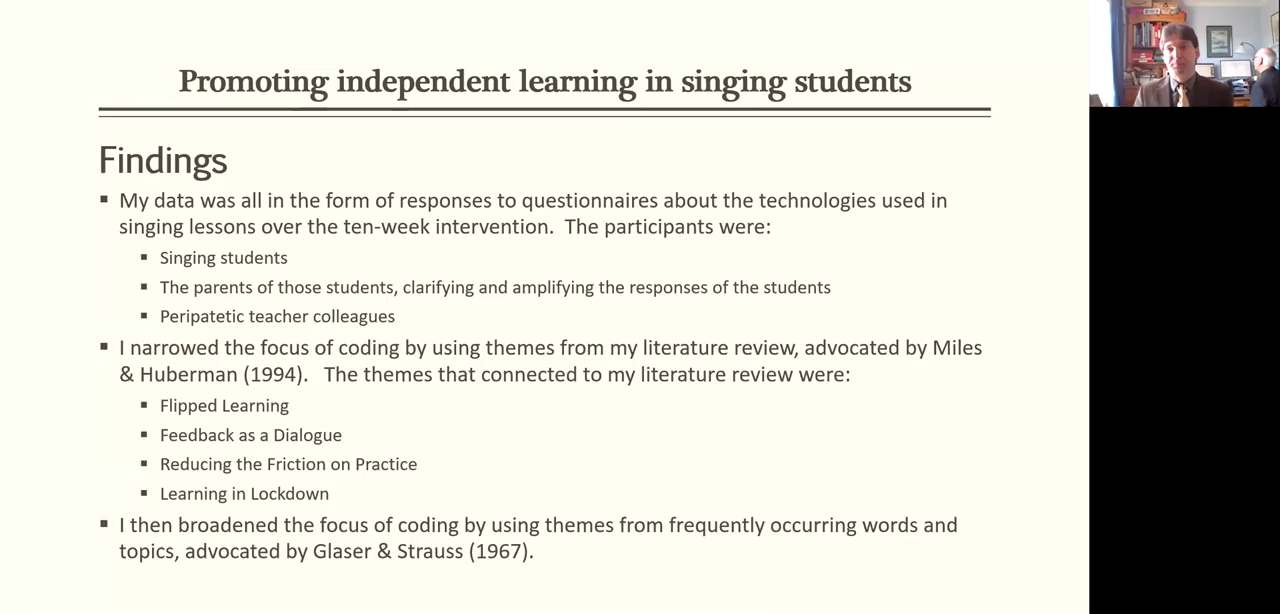 Promoting independent learning in singing students
Findings
▪ My data was all in the form of responses to questionnaires about the technologies used in
singing lessons over the ten-week intervention.  The participants were:
▪ Singing students
▪ The parents of those students, clarifying and amplifying the responses of the students
▪ Peripatetic teacher colleagues
▪ I narrowed the focus of coding by using themes from my literature review, advocated by Miles
& Huberman (1994).   The themes that connected to my literature review were:
▪ Flipped Learning
▪ Feedback as a Dialogue
▪ Reducing the Friction on Practice
▪ Learning in Lockdown
▪ I then broadened the focus of coding by using themes from frequently occurring words and
topics, advocated by Glaser & Strauss (1967).